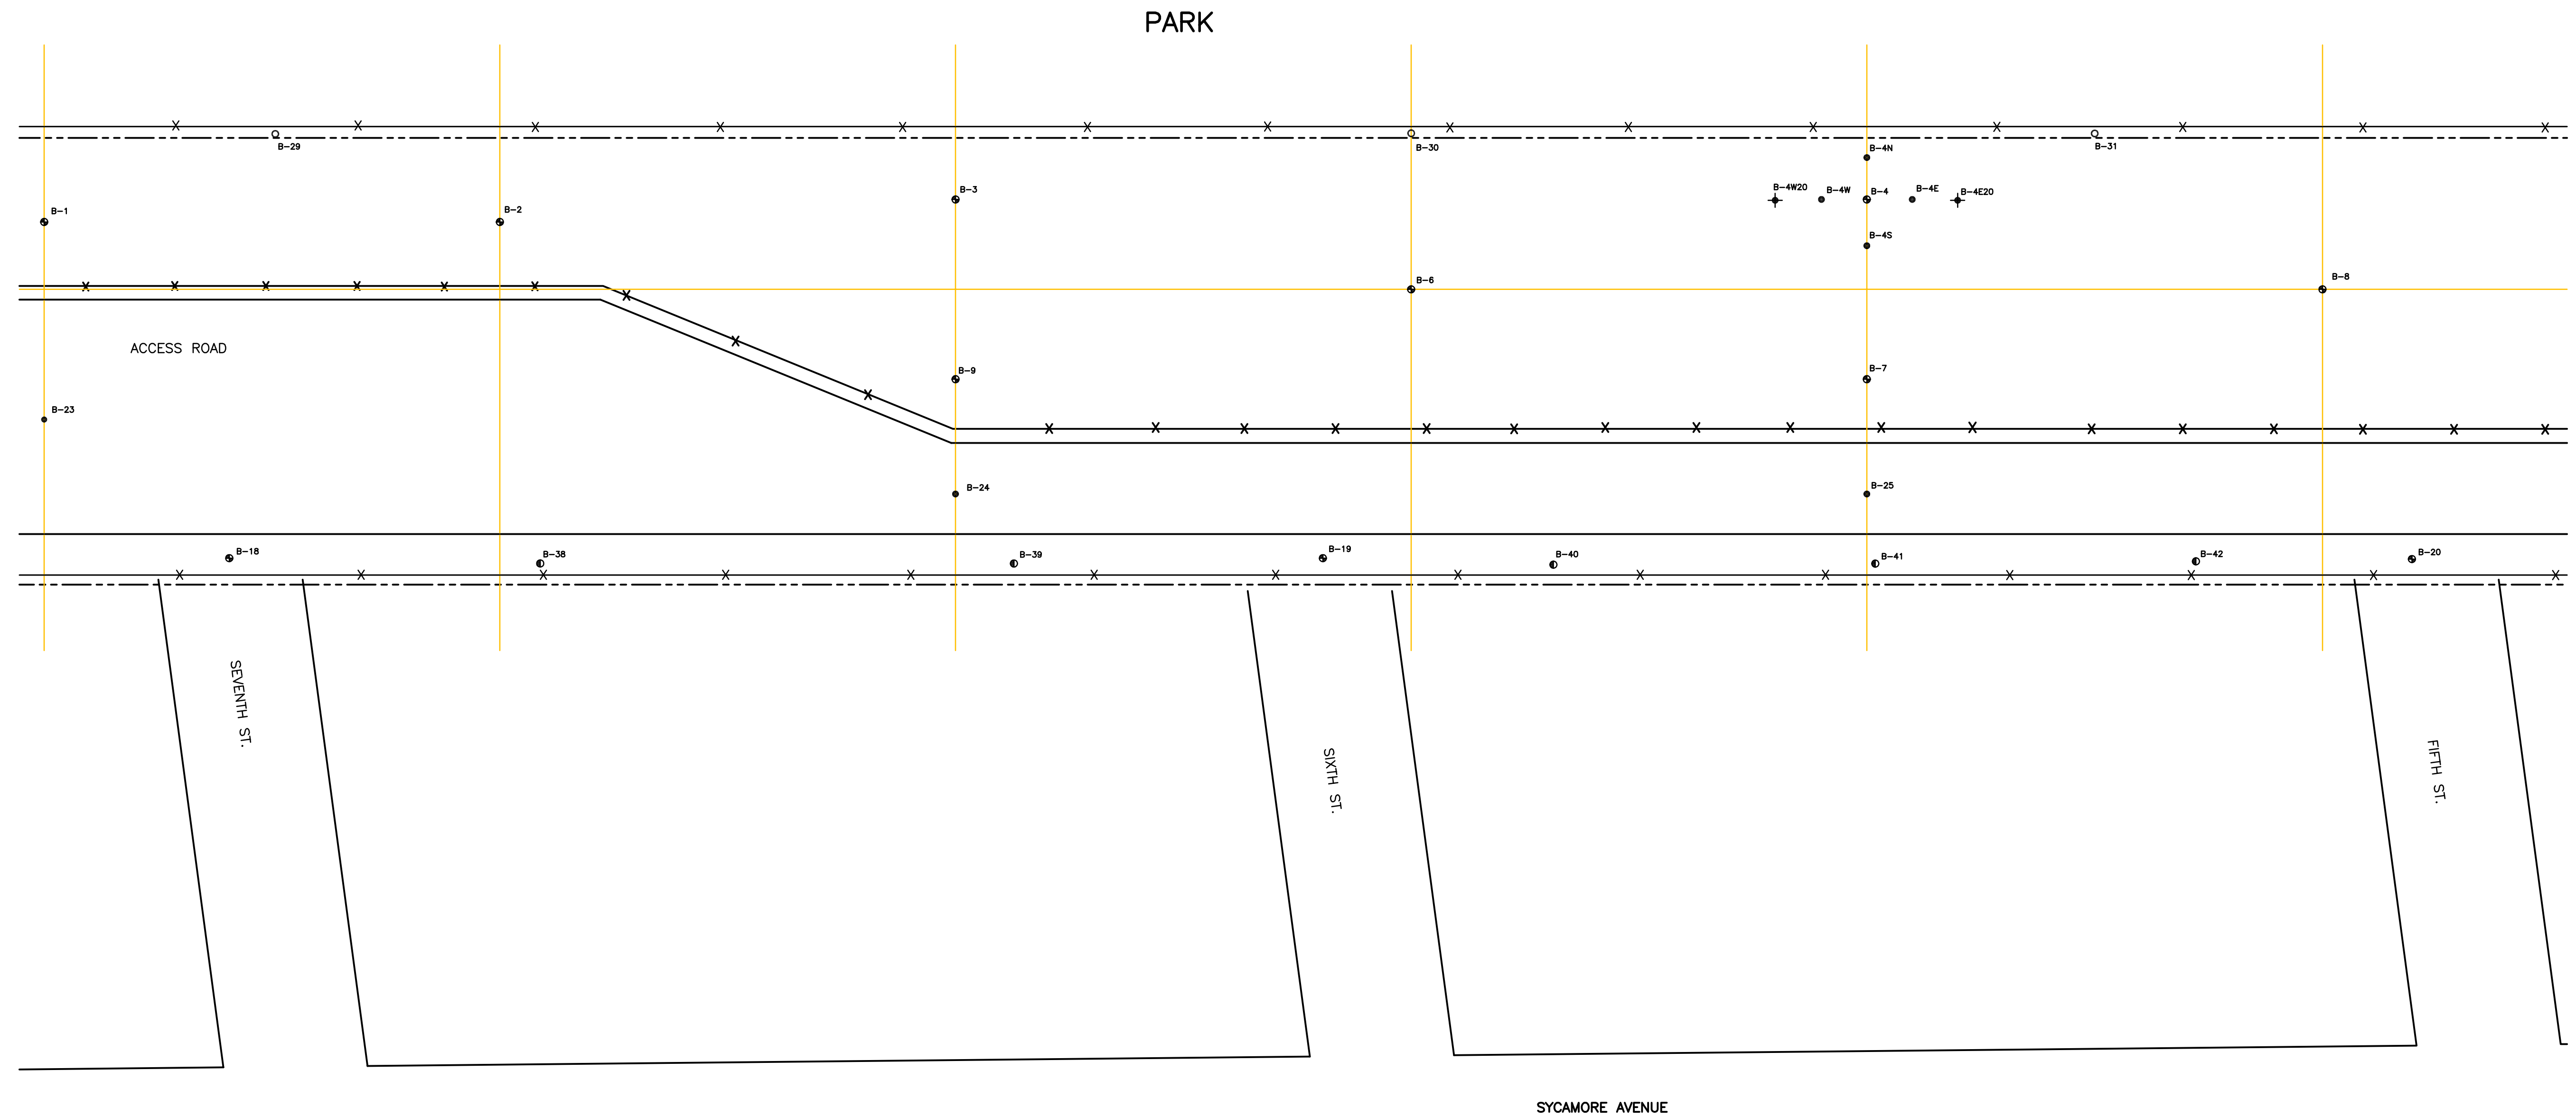 PARK
B-29
B-30
B-4N
B-31
B-3
B-4W20
B-4W
B-4
B-4E
B-4E20
B-1
B-2
B-4S
B-6
B-8
ACCESS ROAD
B-9
B-7
B-23
B-24
B-25
B-18
B-38
B-39
B-19
B-40
B-41
B-42
B-20
SEVENTH ST.
SIXTH ST.
FIFTH ST.
SYCAMORE AVENUE